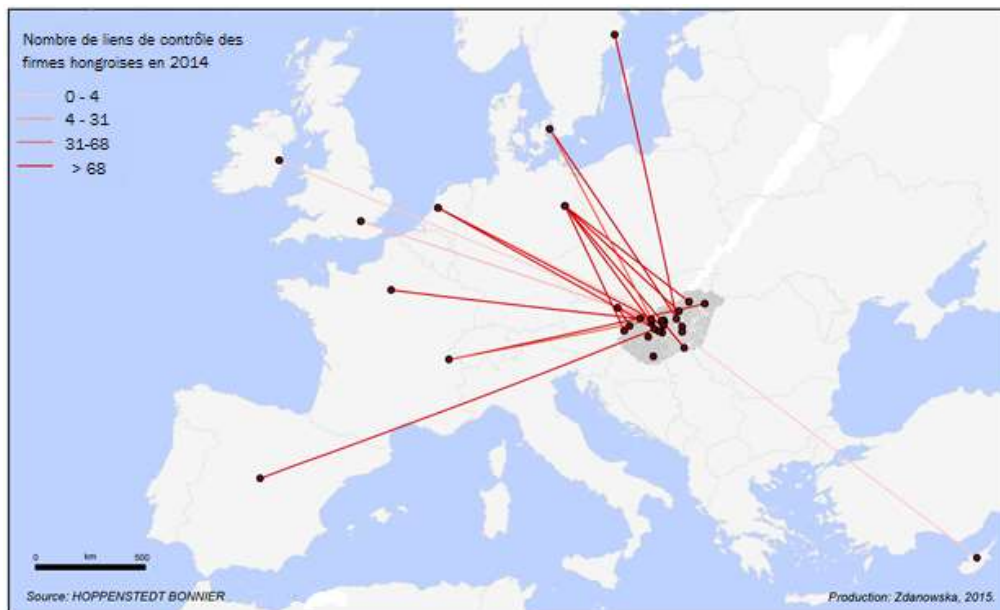 Nombre de liens de contrôle des
firmes hongroises en 2014
0 - 4
4 - 31
31-68
> 68
0 km 500
Source: HOPPENSTEDT BONNIER
Production: Zdanowska, 2015.